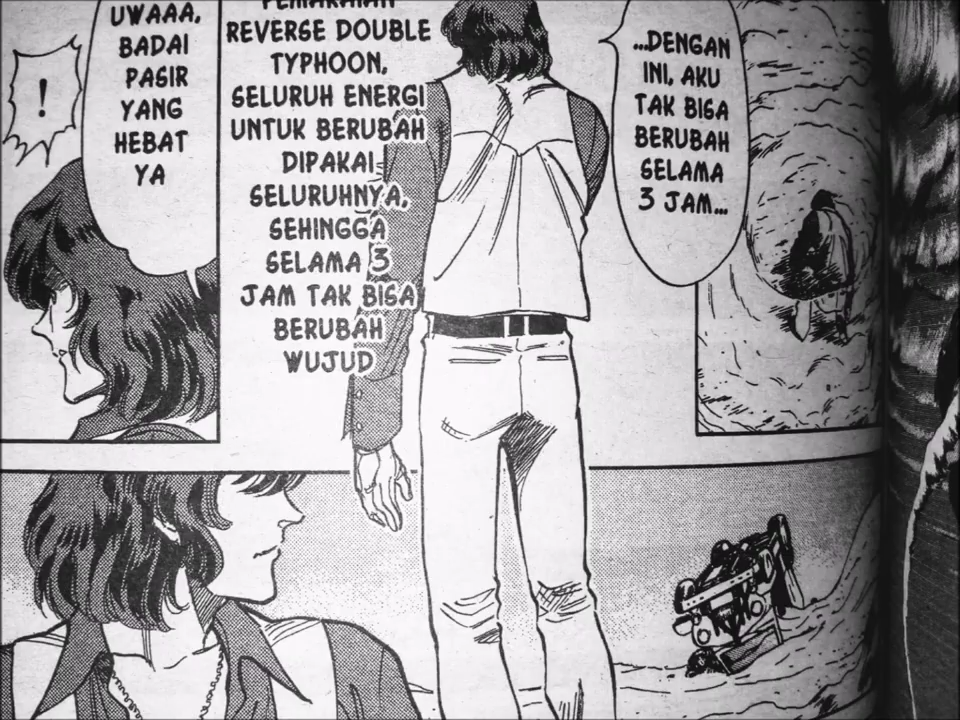 ...DENGAN
INI, AKU
TAK BISA
BERUBAH
SELAMA
3 JAM...
PEMAKAIAN
REVERSE DOUBLE
TYPHOON,
SELURUH ENERGI
UNTUK BERUBAH
DIPAKAI
SELURUHNYA,
SEHINGGA
SELAMA 3
JAM TAK BISA
BERUBAH
WUJUD
UWAAA,
BADAI
PASIR
YANG
HEBAT
YA
!